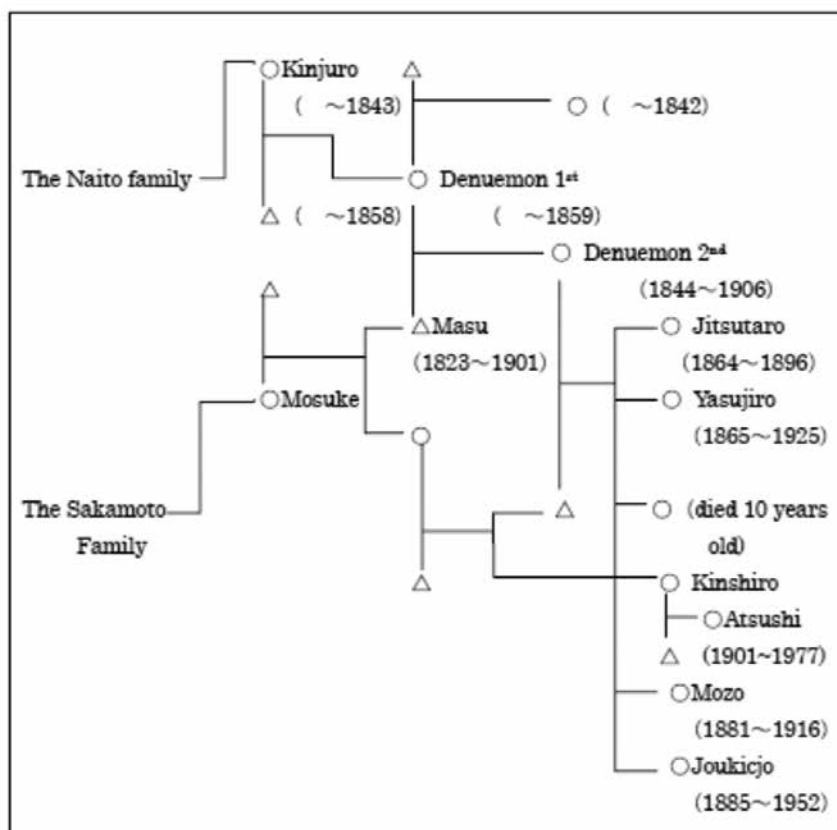 Kinjuro
( ～1843)
( ～1842)
The Naito family
Denuemon 1st
( ～1858)
( ～1859)
Denuemon 2nd
(1844～1906)
Masu
(1823～1901)
Jitsutaro
(1864～1896)
Mosuke
Yasujiro
(1865～1925)
The Sakamoto
Family
(died 10 years
old)
Kinshiro
Atsushi
(1901~1977)
Mozo
(1881～1916)
Joukicjo
(1885～1952)